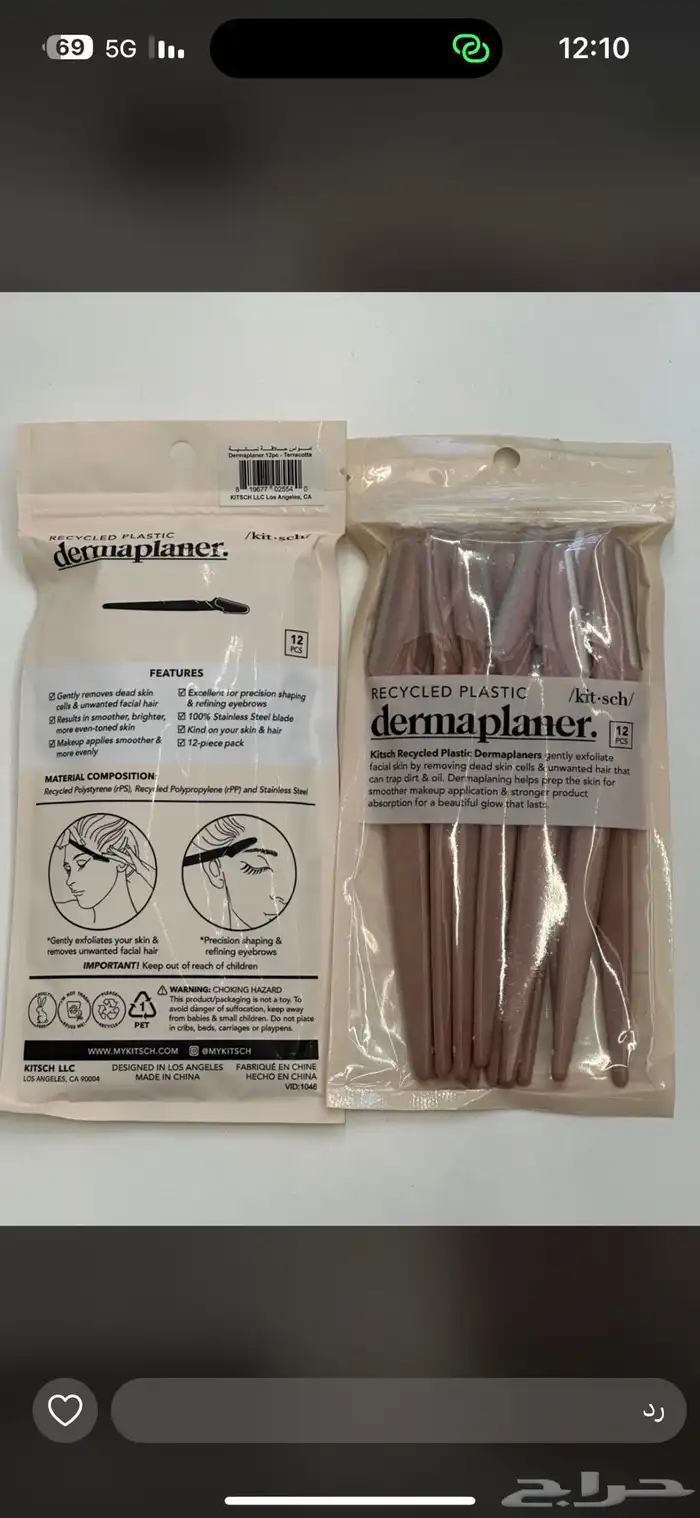 69 5G 12:10
أمواس حلاقة نسائية
Dermaplaner 12pc - Terracotta
8 19677 02554 0
KITSCH LLC Los Angeles, CA
RECYCLED PLASTIC
/kit·sch/
dermaplaner.
12
PCS
FEATURES
Gently removes dead skin
cells & unwanted facial hair
Results in smoother, brighter,
more even-toned skin
Makeup applies smoother &
more evenly
Excellent for precision shaping
& refining eyebrows
100% Stainless Steel blade
Kind on your skin & hair
12-piece pack
MATERIAL COMPOSITION:
Recycled Polystyrene (rPS), Recycled Polypropylene (rPP) and Stainless Steel
*Gently exfoliates your skin &
removes unwanted facial hair
*Precision shaping &
refining eyebrows
IMPORTANT! Keep out of reach of children
1
PET
WARNING: CHOKING HAZARD
This product/packaging is not a toy. To
avoid danger of suffocation, keep away
from babies & small children. Do not place
in cribs, beds, carriages or playpens.
WWW.MYKITSCH.COM @MYKITSCH
KITSCH LLC
LOS ANGELES, CA 90004
DESIGNED IN LOS ANGELES
MADE IN CHINA
FABRIQUÉ EN CHINE
HECHO EN CHINA
VID:1046
RECYCLED PLASTIC
/kit·sch/
dermaplaner.
12
PCS
Kitsch Recycled Plastic Dermaplaners gently exfoliate
facial skin by removing dead skin cells & unwanted hair that
can trap dirt & oil. Dermaplaning helps prep the skin for
smoother makeup application & stronger product
absorption for a beautiful glow that lasts.
رد
حراج